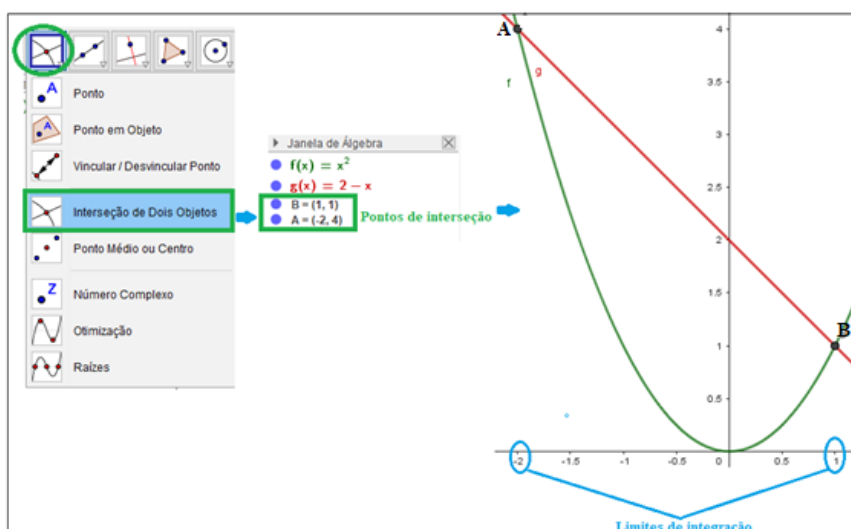 A
Ponto
A
Ponto em Objeto
Vincular / Desvincular Ponto
Interseção de Dois Objetos
Ponto Médio ou Centro
Z
Número Complexo
Otimização
Raízes
Janela de Álgebra
f(x) = x²
g(x) = 2 − x
B = (1, 1)
A = (-2, 4)
Pontos de interseção
A
f
g
B
4
3.5
3
2.5
2
1.5
1
0.5
-2 -1.5 -1 -0.5 0 0.5 1
Limites de integração